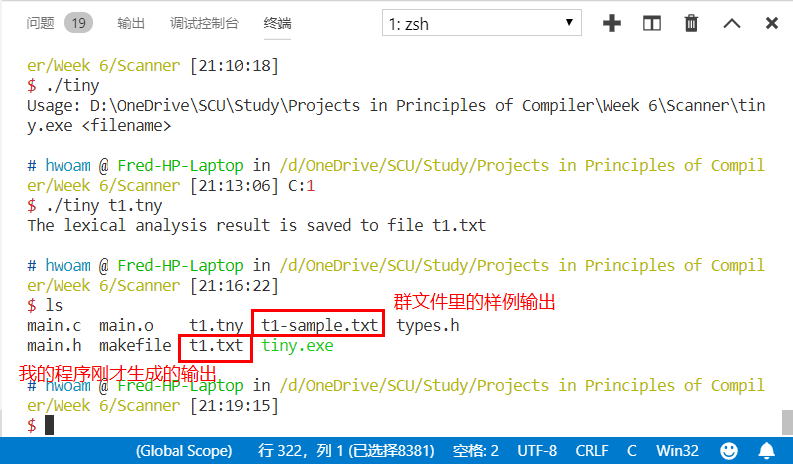 问题 19 输出 调试控制台 终端 1: zsh
er/Week 6/Scanner [21:10:18]
$ ./tiny
Usage: D:\OneDrive\SCU\Study\Projects in Principles of Compiler\Week 6\Scanner\tin
y.exe <filename>
# hwoam @ Fred-HP-Laptop in /d/OneDrive/SCU/Study/Projects in Principles of Compil
er/Week 6/Scanner [21:13:06] C:1
$ ./tiny t1.tny
The lexical analysis result is saved to file t1.txt
# hwoam @ Fred-HP-Laptop in /d/OneDrive/SCU/Study/Projects in Principles of Compil
er/Week 6/Scanner [21:16:22]
$ ls
群文件里的样例输出
main.c main.o t1.tny t1-sample.txt types.h
main.h makefile t1.txt tiny.exe
我的程序刚才生成的输出
# hwoam @ Fred-HP-Laptop in /d/OneDrive/SCU/Study/Projects in Principles of Compil
er/Week 6/Scanner [21:19:15]
$
(Global Scope) 行 322，列 1 (已选择8381) 空格: 2 UTF-8 CRLF C Win32